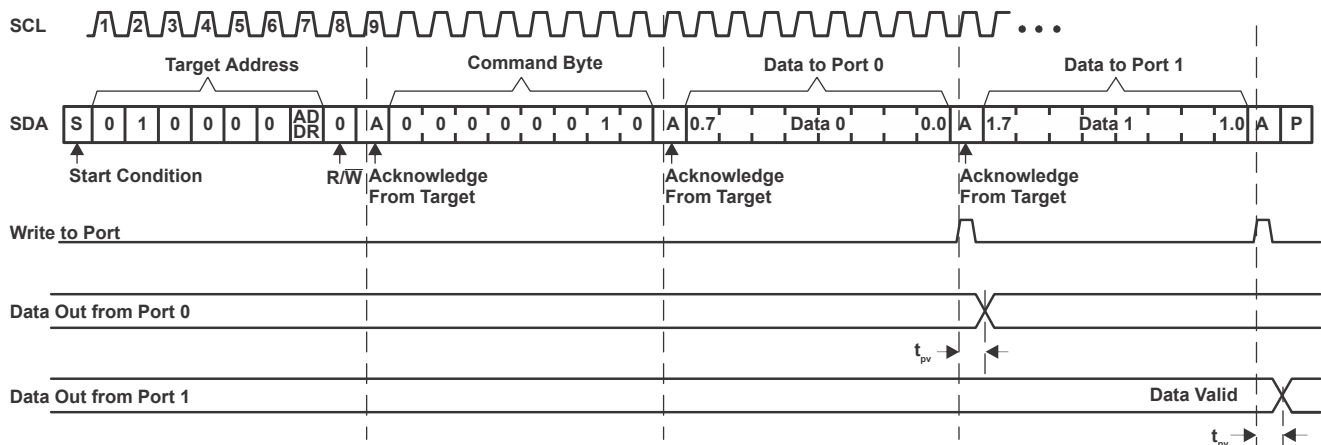 SCL 1 2 3 4 5 6 7 8 9 • • •
Target Address Command Byte Data to Port 0 Data to Port 1
SDA S 0 1 0 0 0 0 AD DR 0 A 0 0 0 0 0 0 1 0 A 0.7 Data 0 0.0 A 1.7 Data 1 1.0 A P
Start Condition R/W Acknowledge From Target Acknowledge From Target Acknowledge From Target
Write to Port
Data Out from Port 0
tpv
Data Out from Port 1 Data Valid
tpv